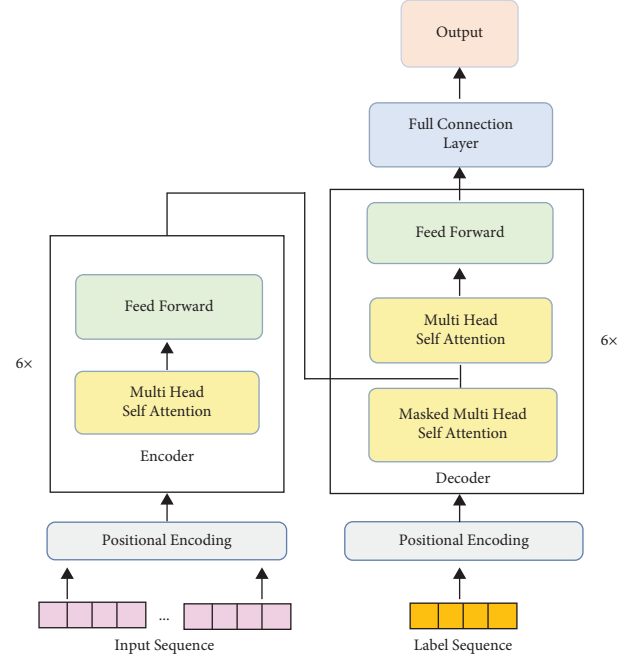 Output
Full Connection
Layer
Feed Forward
Multi Head
Self Attention
Masked Multi Head
Self Attention
Decoder
6×
Positional Encoding
Label Sequence
6×
Feed Forward
Multi Head
Self Attention
Encoder
Positional Encoding
...
Input Sequence